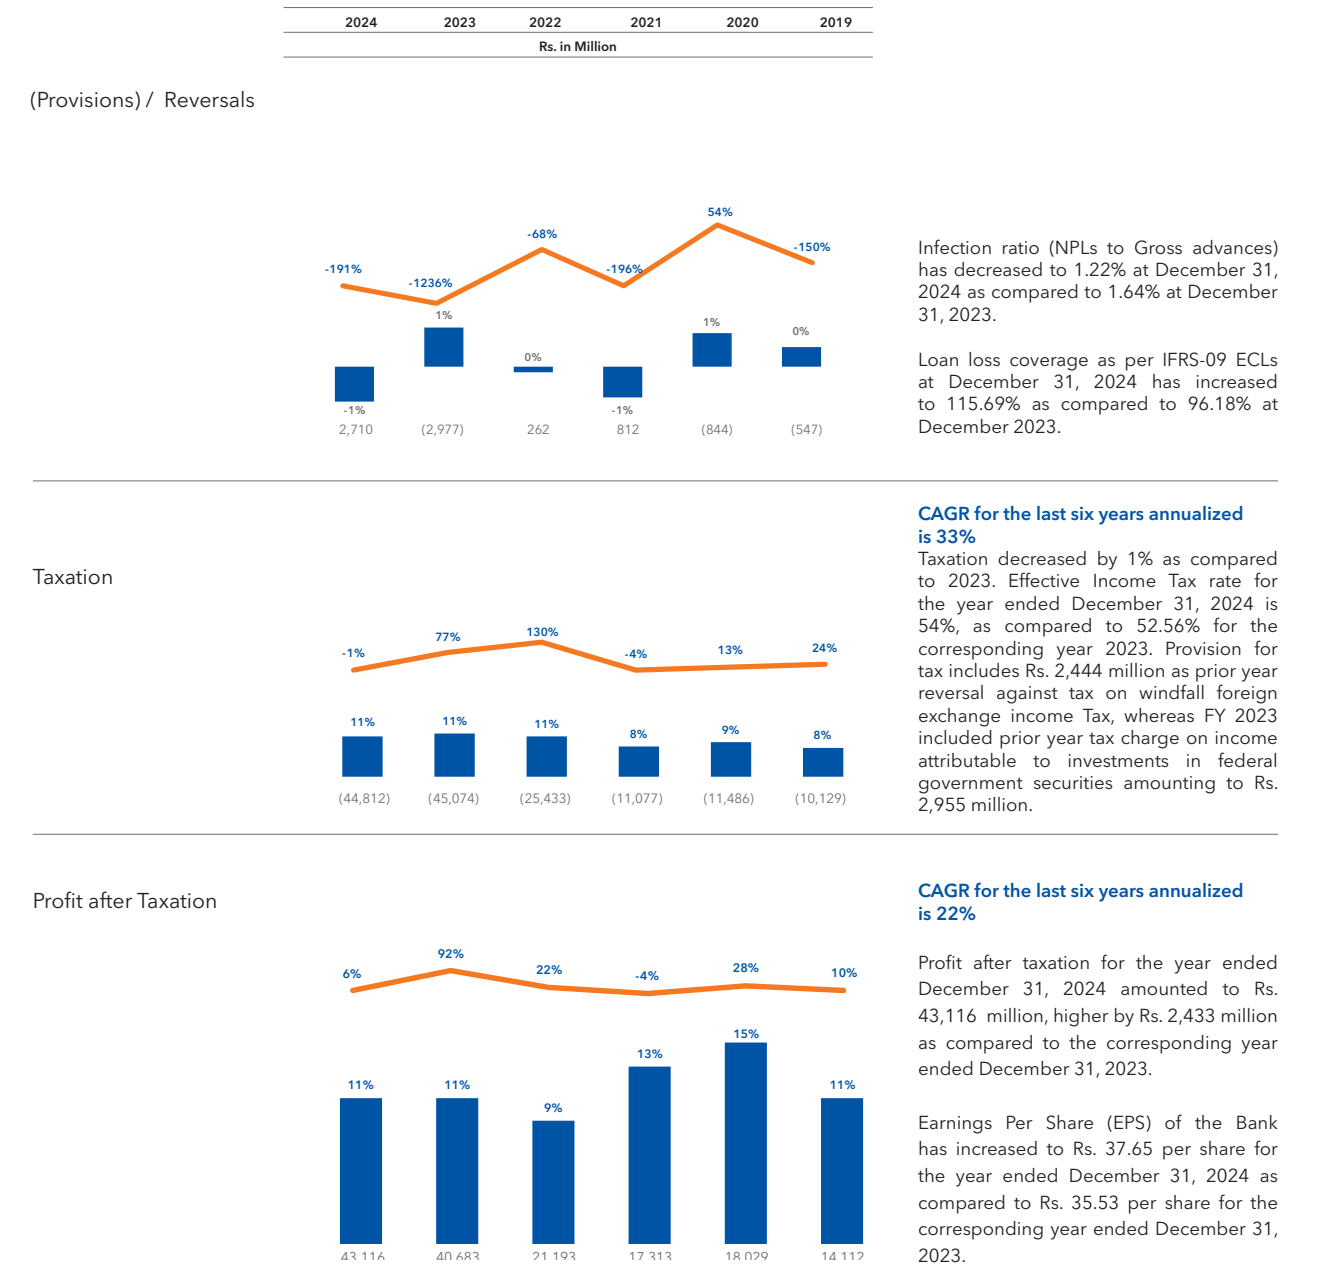 2024 2023 2022 2021 2020 2019
Rs. in Million
(Provisions) / Reversals
54%
-68%
-150%
-196%
-191%
-1236%
1%
1%
0%
0%
-1%
-1%
2,710 (2,977) 262 812 (844) (547)
Infection ratio (NPLs to Gross advances)
has decreased to 1.22% at December 31,
2024 as compared to 1.64% at December
31, 2023.
Loan loss coverage as per IFRS-09 ECLs
at December 31, 2024 has increased
to 115.69% as compared to 96.18% at
December 2023.
Taxation
-1% 77% 130% -4% 13% 24%
11% 11% 11% 8% 9% 8%
(44,812) (45,074) (25,433) (11,077) (11,486) (10,129)
CAGR for the last six years annualized
is 33%
Taxation decreased by 1% as compared
to 2023. Effective Income Tax rate for
the year ended December 31, 2024 is
54%, as compared to 52.56% for the
corresponding year 2023. Provision for
tax includes Rs. 2,444 million as prior year
reversal against tax on windfall foreign
exchange income Tax, whereas FY 2023
included prior year tax charge on income
attributable to investments in federal
government securities amounting to Rs.
2,955 million.
Profit after Taxation
6% 92% 22% -4% 28% 10%
11% 11% 9% 13% 15% 11%
43,116 40,683 21,193 17,313 18,029 14,112
CAGR for the last six years annualized
is 22%
Profit after taxation for the year ended
December 31, 2024 amounted to Rs.
43,116 million, higher by Rs. 2,433 million
as compared to the corresponding year
ended December 31, 2023.
Earnings Per Share (EPS) of the Bank
has increased to Rs. 37.65 per share for
the year ended December 31, 2024 as
compared to Rs. 35.53 per share for the
corresponding year ended December 31,
2023.